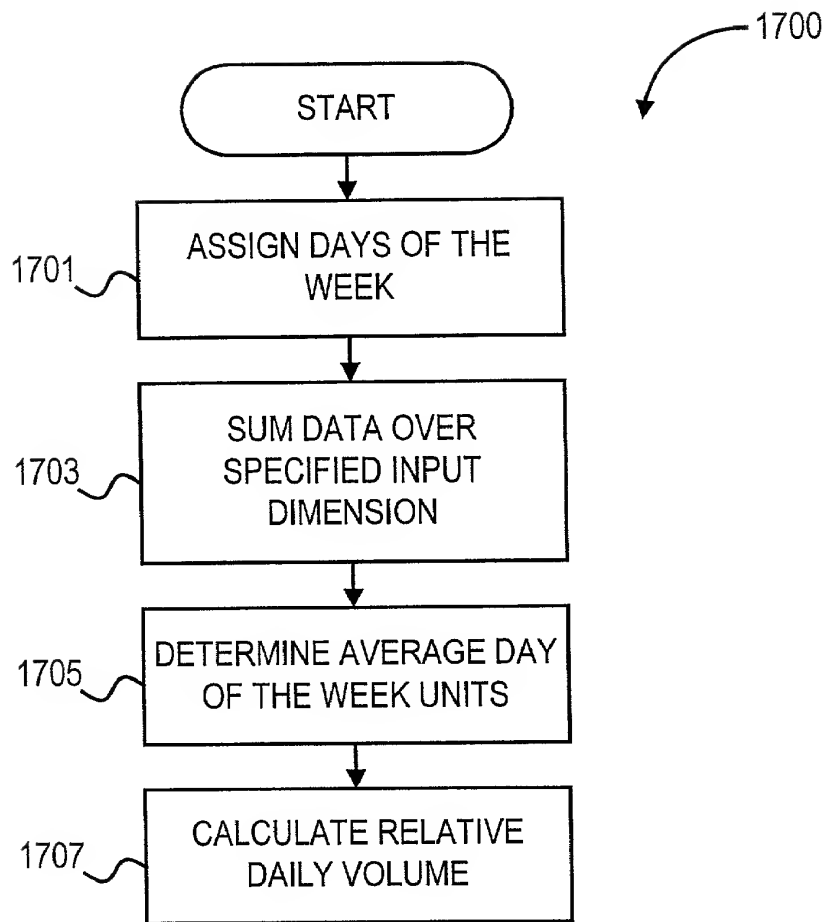 1700
START
1701
ASSIGN DAYS OF THE
WEEK
1703
SUM DATA OVER
SPECIFIED INPUT
DIMENSION
1705
DETERMINE AVERAGE DAY
OF THE WEEK UNITS
1707
CALCULATE RELATIVE
DAILY VOLUME